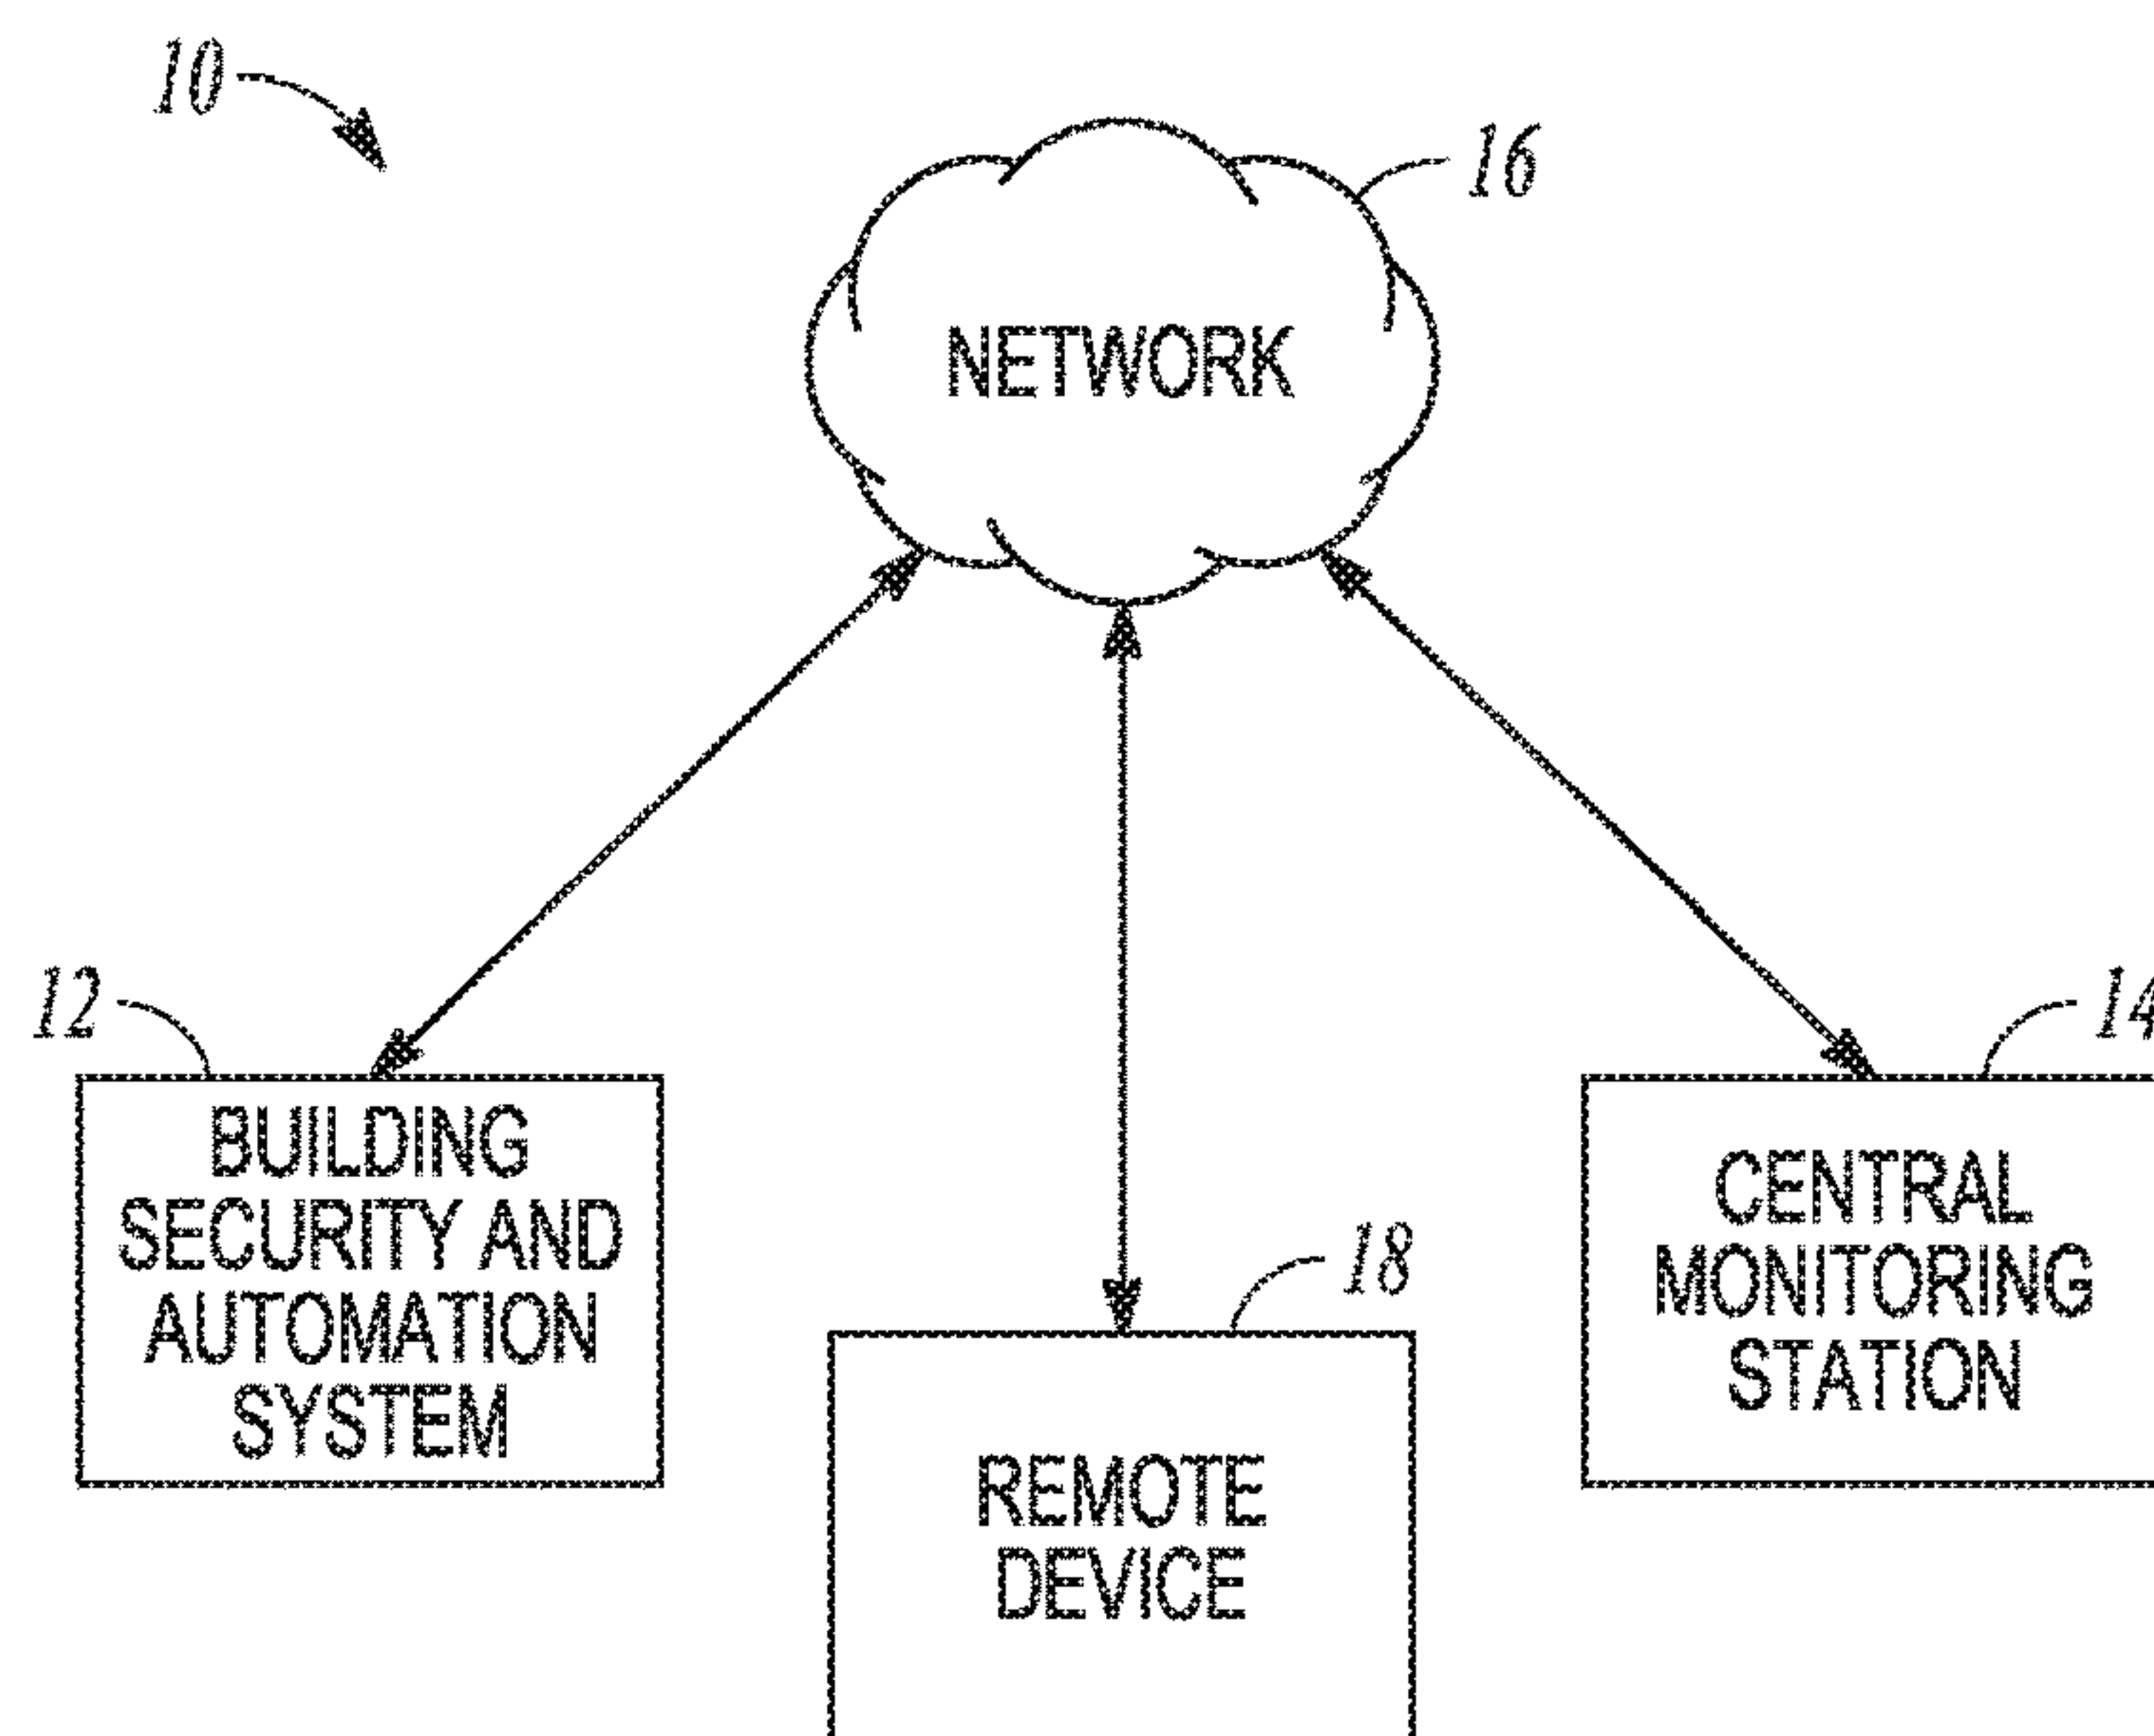 10
16
NETWORK
12
14
BUILDING
SECURITY AND
AUTOMATION
SYSTEM
CENTRAL
MONITORING
STATION
18
REMOTE
DEVICE